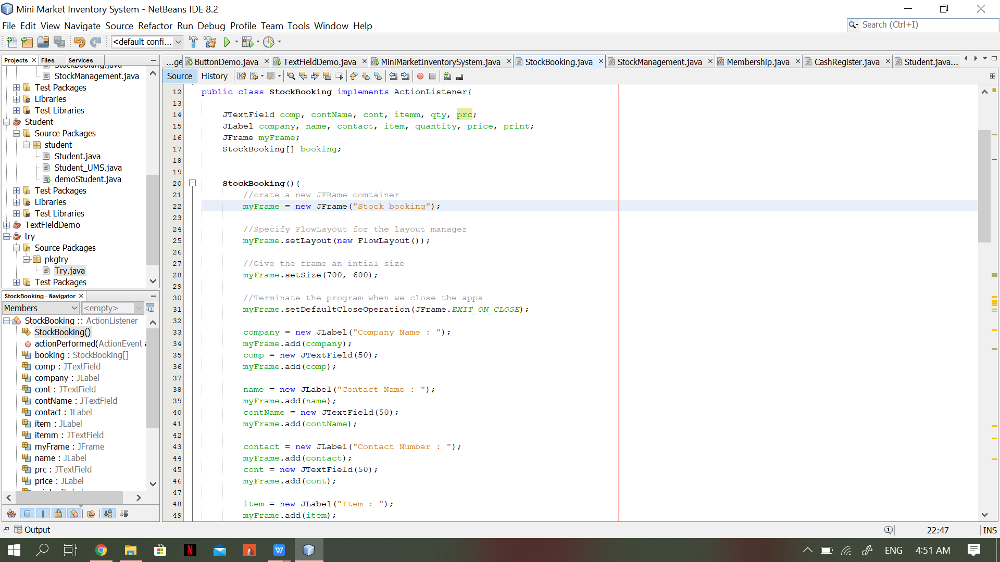 Mini Market Inventory System - NetBeans IDE 8.2
File Edit View Navigate Source Refactor Run Debug Profile Team Tools Window Help
Search (Ctrl+I)
<default confi...
Projects Files Services
...ge ButtonDemo.java TextFieldDemo.java MiniMarketInventorySystem.java StockBooking.java StockManagement.java Membership.java CashRegister.java Student.java...
Source History
StockBooking.java
StockManagement.java
Test Packages
Libraries
Test Libraries
Student
Source Packages
student
Student.java
Student_UMS.java
demoStudent.java
Test Packages
Libraries
Test Libraries
TextFieldDemo
try
Source Packages
pkgtry
Try.java
Test Packages
StockBooking - Navigator
Members <empty>
StockBooking :: ActionListener
StockBooking()
actionPerformed(ActionEvent
booking : StockBooking[]
comp : JTextField
company : JLabel
cont : JTextField
contName : JTextField
contact : JLabel
item : JLabel
itemm : JTextField
myFrame : JFrame
name : JLabel
prc : JTextField
price : JLabel
12 public class StockBooking implements ActionListener{
13
14 JTextField comp, contName, cont, itemm, qty, prc;
15 JLabel company, name, contact, item, quantity, price, print;
16 JFrame myFrame;
17 StockBooking[] booking;
18
19
20 StockBooking(){
21 //crate a new JFRame comtainer
22 myFrame = new JFrame("Stock booking");
23
24 //Specify FlowLayout for the layout manager
25 myFrame.setLayout(new FlowLayout());
26
27 //Give the frame an intial size
28 myFrame.setSize(700, 600);
29
30 //Terminate the program when we close the apps
31 myFrame.setDefaultCloseOperation(JFrame.EXIT_ON_CLOSE);
32
33 company = new JLabel("Company Name : ");
34 myFrame.add(company);
35 comp = new JTextField(50);
36 myFrame.add(comp);
37
38 name = new JLabel("Contact Name : ");
39 myFrame.add(name);
40 contName = new JTextField(50);
41 myFrame.add(contName);
42
43 contact = new JLabel("Contact Number : ");
44 myFrame.add(contact);
45 cont = new JTextField(50);
46 myFrame.add(cont);
47
48 item = new JLabel("Item : ");
49 myFrame.add(item);
Output
22:47 INS
ENG 4:51 AM